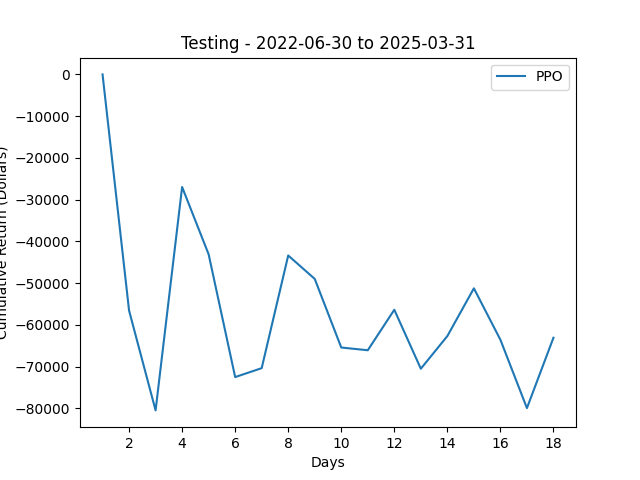 Testing - 2022-06-30 to 2025-03-31
PPO
Cumulative Return (Dollars)
0
−10000
−20000
−30000
−40000
−50000
−60000
−70000
−80000
2 4 6 8 10 12 14 16 18
Days